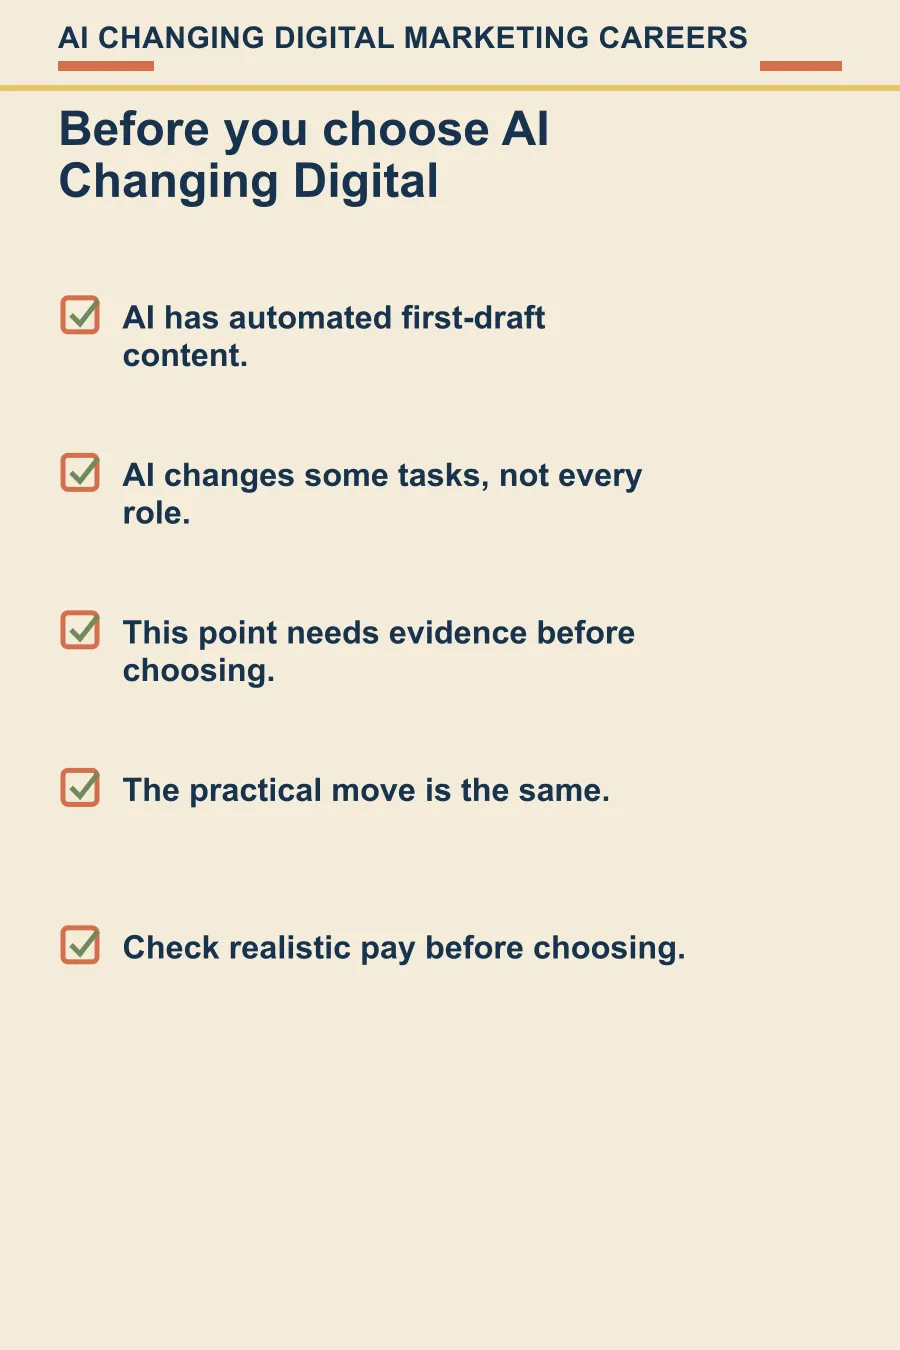 AI CHANGING DIGITAL MARKETING CAREERS
Before you choose AI
Changing Digital
AI has automated first-draft
content.
AI changes some tasks, not every
role.
This point needs evidence before
choosing.
The practical move is the same.
Check realistic pay before choosing.